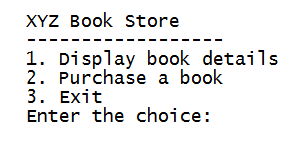 XYZ Book Store
------------------
1. Display book details
2. Purchase a book
3. Exit
Enter the choice: